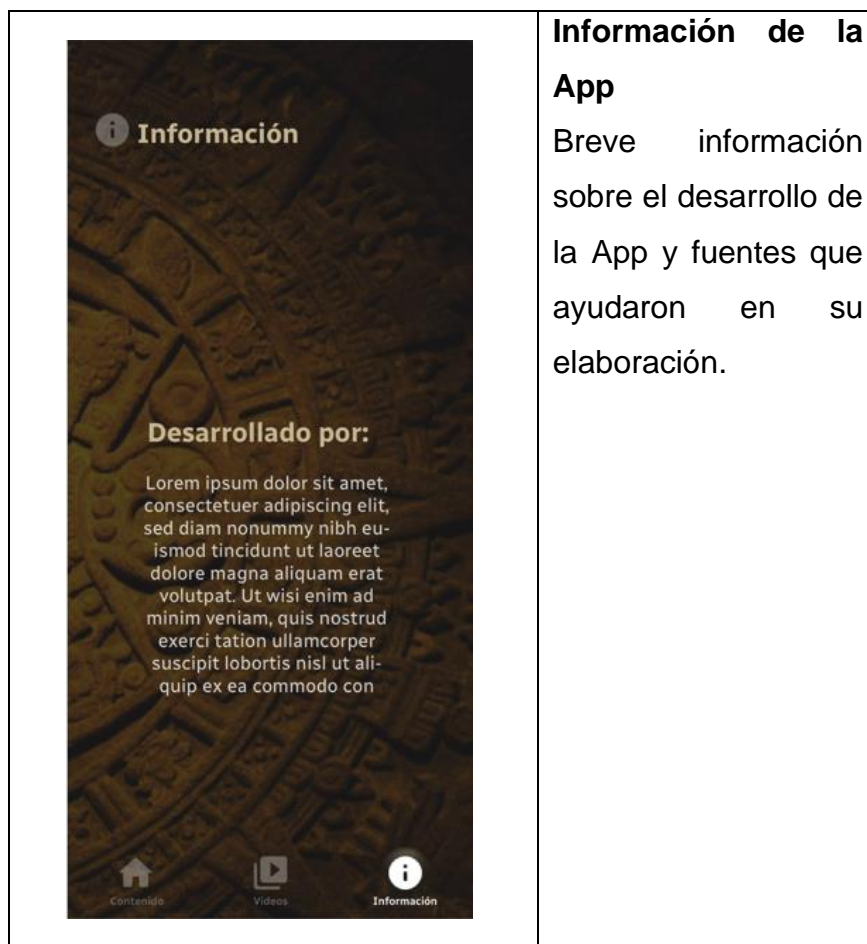 Información
Desarrollado por:
Lorem ipsum dolor sit amet,
consectetuer adipiscing elit,
sed diam nonummy nibh eu-
ismod tincidunt ut laoreet
dolore magna aliquam erat
volutpat. Ut wisi enim ad
minim veniam, quis nostrud
exerci tation ullamcorper
suscipit lobortis nisl ut ali-
quip ex ea commodo con
Contenido
Videos
Información
Información de la
App
Breve información
sobre el desarrollo de
la App y fuentes que
ayudaron en su
elaboración.